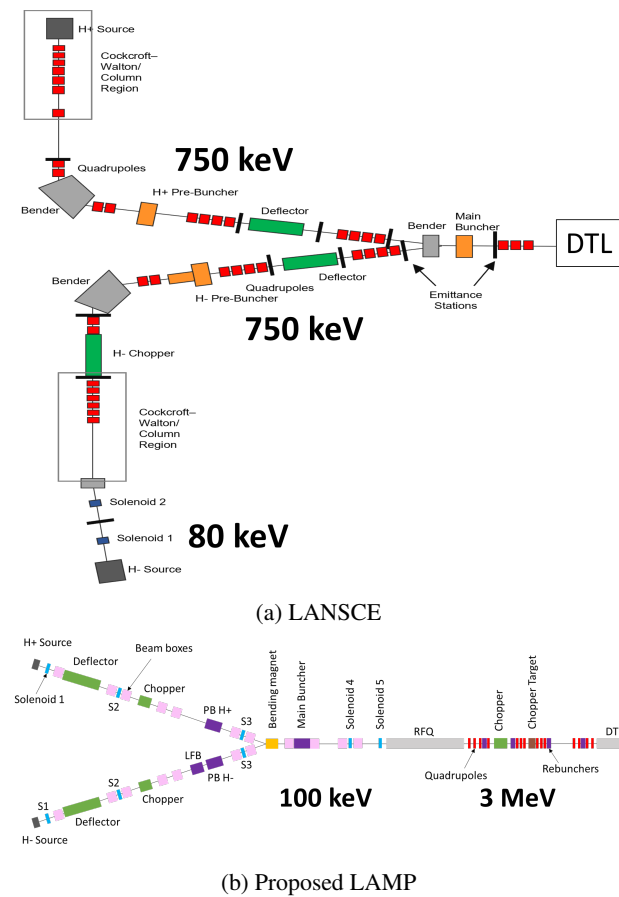 H+ Source
Cockcroft–
Walton/
Column
Region
Quadrupoles
750 keV
H+ Pre-Buncher
Bender
Deflector
Bender
Main
Buncher
DTL
Bender
Emittance
Stations
Quadrupoles
Deflector
H- Pre-Buncher
750 keV
H- Chopper
Cockcroft–
Walton/
Column
Region
Solenoid 2
80 keV
Solenoid 1
H- Source
(a) LANSCE
H+ Source
Deflector
Beam boxes
Solenoid 1
S2
Chopper
PB H+
S3
Bending magnet
Main Buncher
Solenoid 4
Solenoid 5
RFQ
Chopper
Chopper Target
DT
Quadrupoles
Rebunchers
100 keV
3 MeV
S1
H- Source
Deflector
S2
Chopper
LFB
PB H-
S3
(b) Proposed LAMP